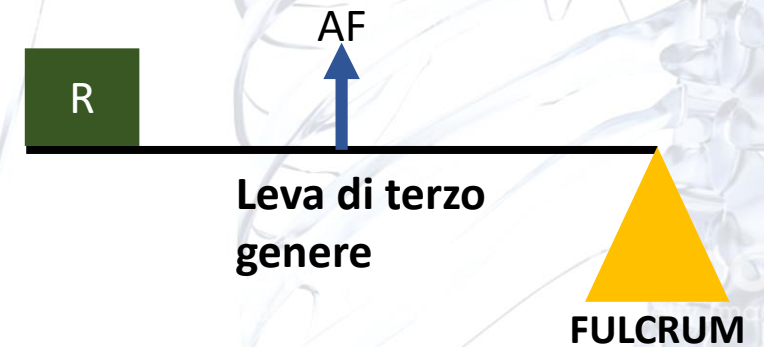 AF
R
Leva di terzo
genere
FULCRUM